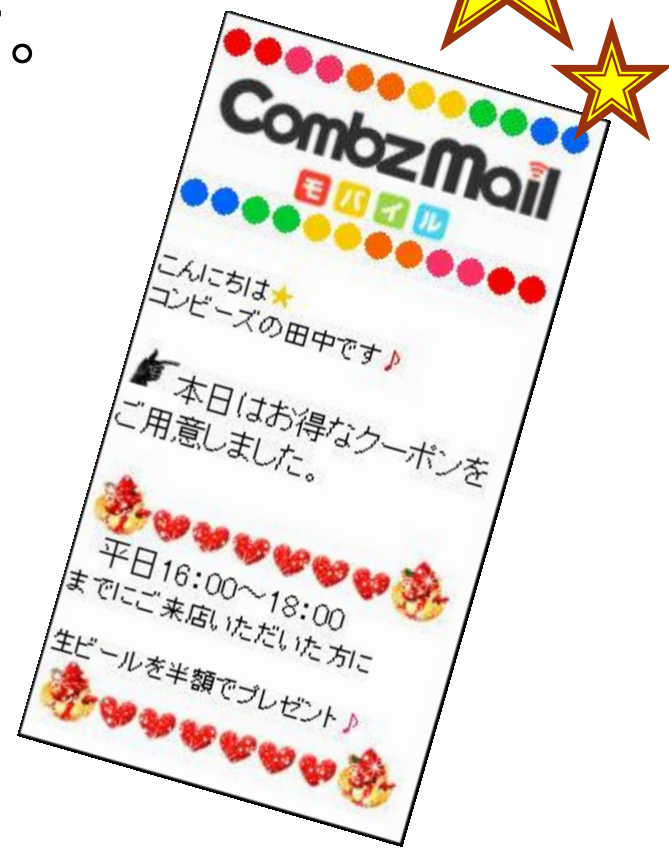 。
CombzMail
モバイル
こんにちは★
コンビーズの田中です♪
本日はお得なクーポンを
ご用意しました。
平日16:00～18:00
までにご来店いただいた方に
生ビールを半額でプレゼント♪